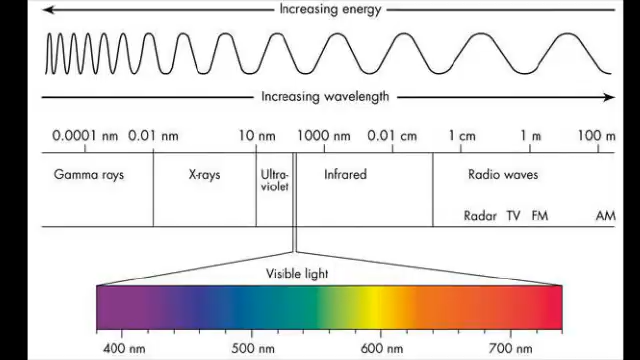 Increasing energy
Increasing wavelength
0.0001 nm 0.01 nm 10 nm 1000 nm 0.01 cm 1 cm 1 m 100 m
Gamma rays X-rays Ultra- Infrared Radio waves
violet
Radar TV FM AM
Visible light
400 nm 500 nm 600 nm 700 nm